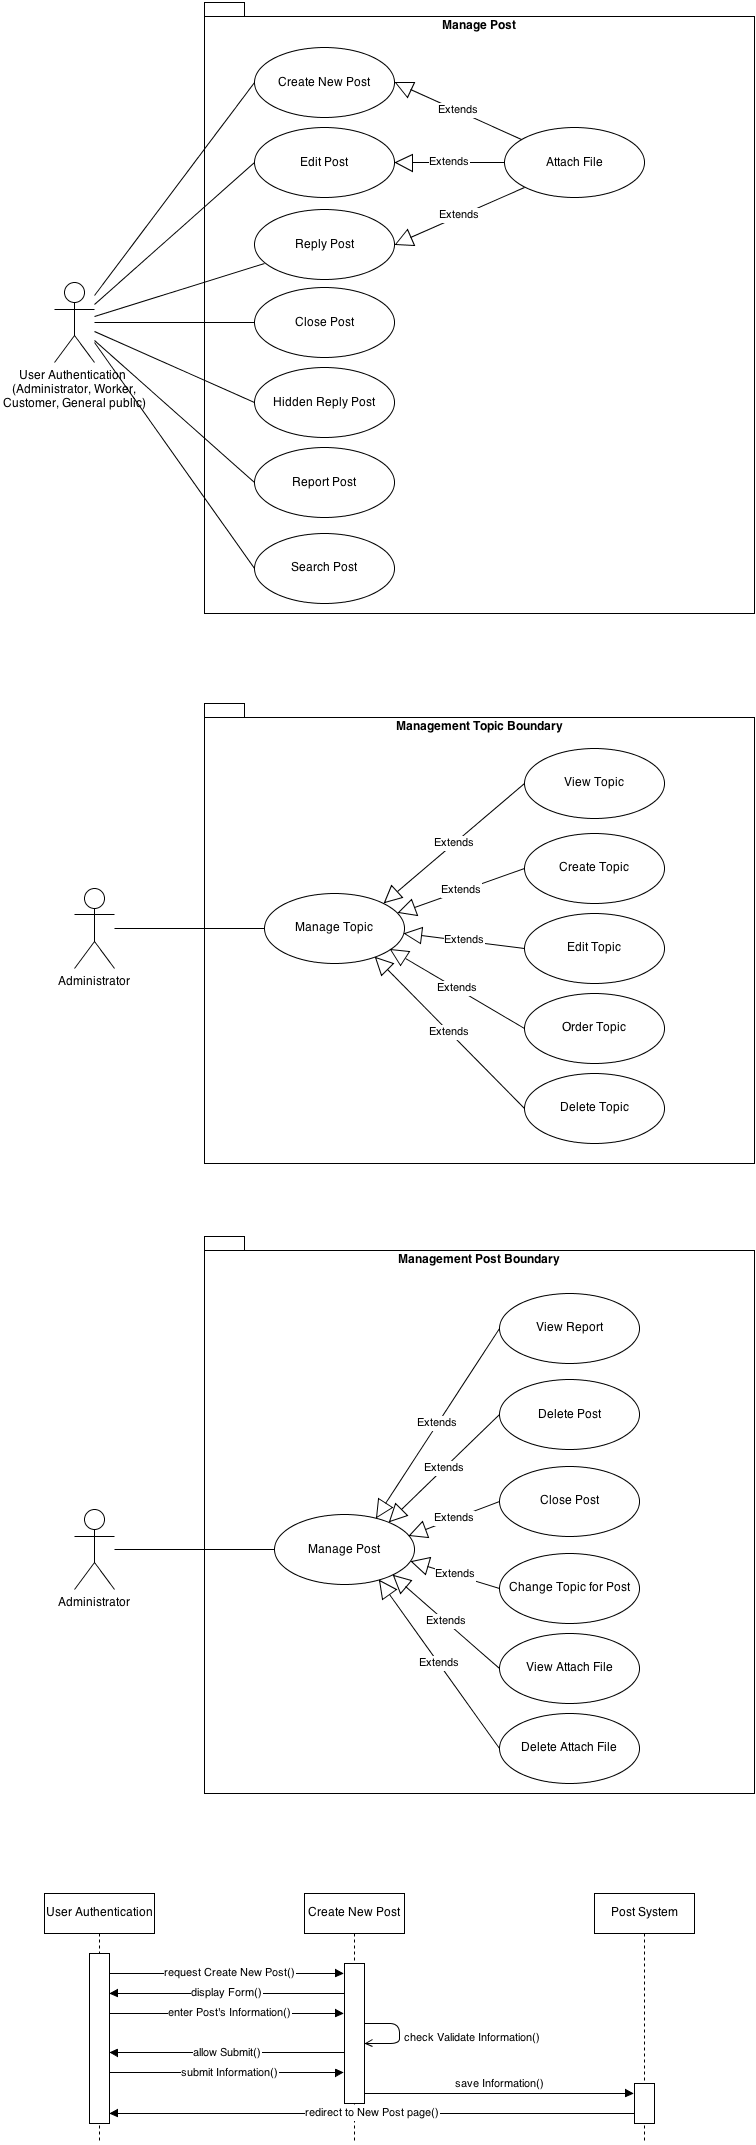 Manage Post
Create New Post
Extends
Edit Post
Extends
Attach File
Extends
Reply Post
Close Post
User Authentication
(Administrator, Worker,
Customer, General public)
Hidden Reply Post
Report Post
Search Post
Management Topic Boundary
View Topic
Extends
Create Topic
Extends
Manage Topic
Extends
Edit Topic
Administrator
Extends
Order Topic
Extends
Delete Topic
Management Post Boundary
View Report
Extends
Delete Post
Extends
Close Post
Extends
Manage Post
Extends
Change Topic for Post
Administrator
Extends
View Attach File
Extends
Delete Attach File
User Authentication
Create New Post
Post System
request Create New Post()
display Form()
enter Post's Information()
check Validate Information()
allow Submit()
submit Information()
save Information()
redirect to New Post page()